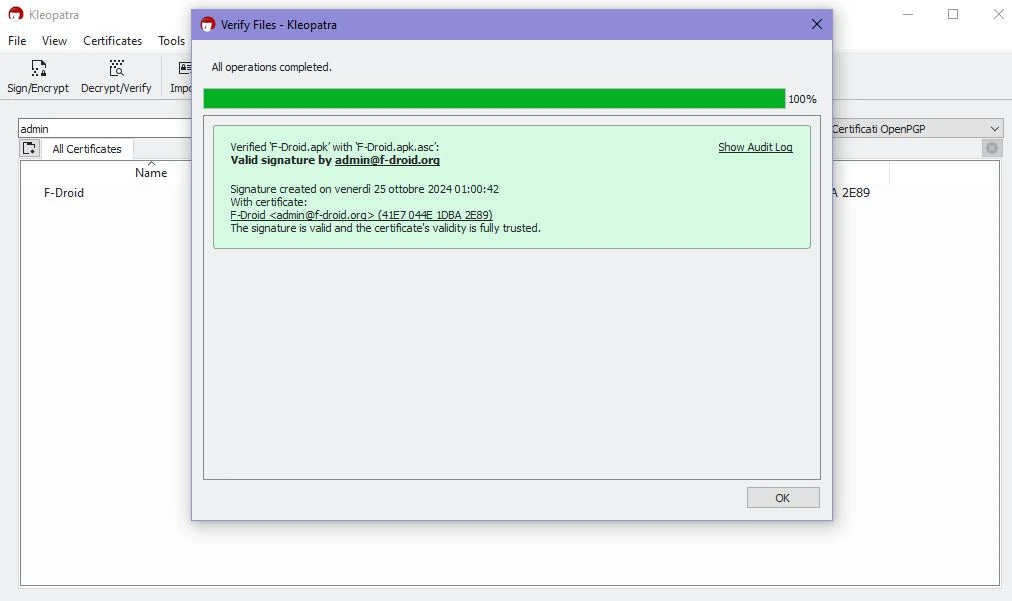 Kleopatra
File View Certificates Tools
Sign/Encrypt Decrypt/Verify
admin
Certificati OpenPGP
All Certificates
Name
F-Droid
2E89
Verify Files - Kleopatra
All operations completed.
100%
Verified ‘F-Droid.apk’ with ‘F-Droid.apk.asc’:
Show Audit Log
Valid signature by admin@f-droid.org
Signature created on venerdì 25 ottobre 2024 01:00:42
With certificate:
F-Droid <admin@f-droid.org> (41E7 044E 1DBA 2E89)
The signature is valid and the certificate's validity is fully trusted.
OK